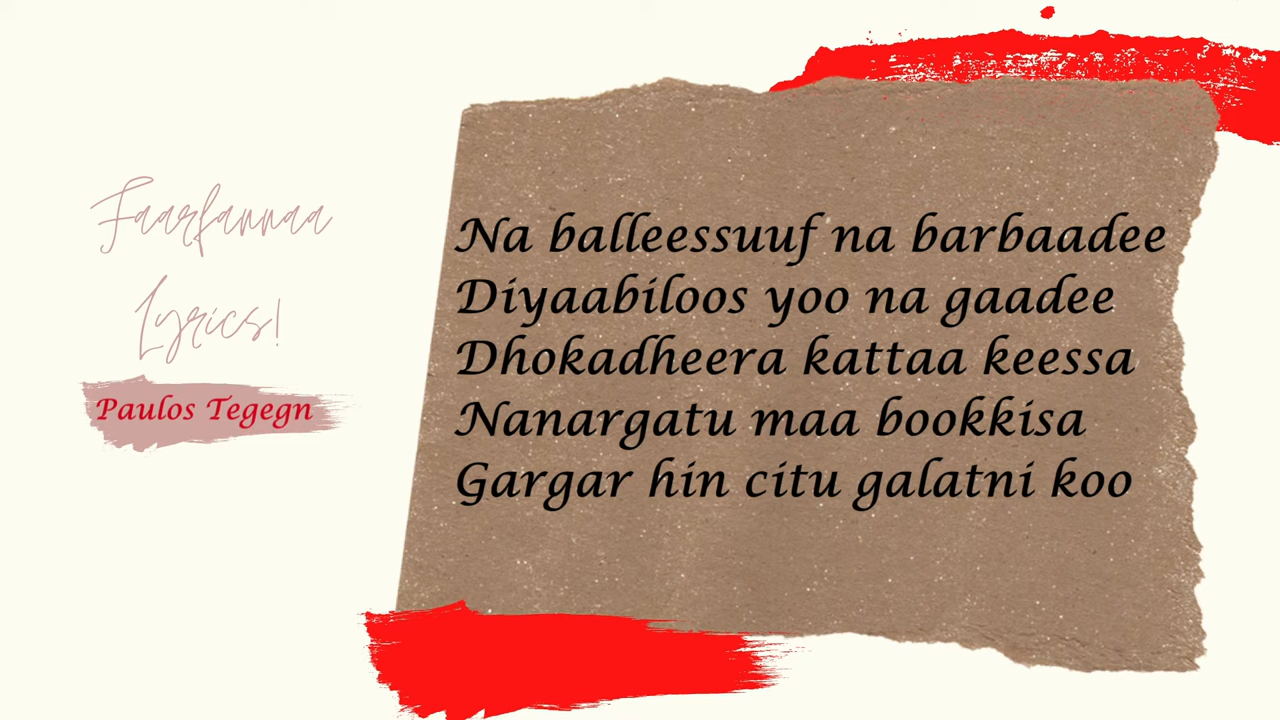 Faarfannaa
Lyrics!
Paulos Tegegn
Na balleessuuf na barbaadee
Diyaabiloos yoo na gaadee
Dhokadheera kattaa keessa
Nanargatu maa bookkisa
Gargar hin citu galatni koo